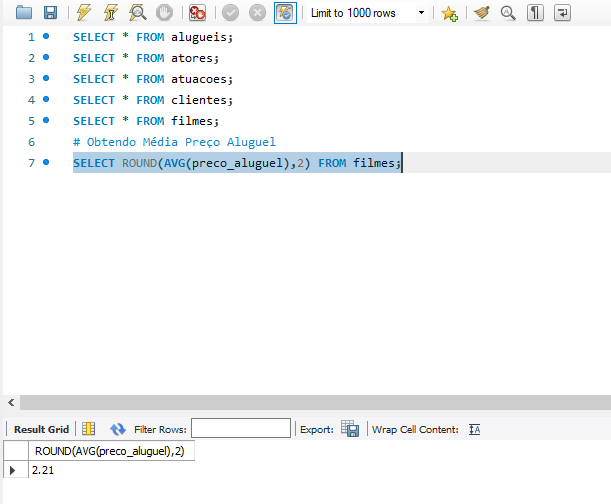 Limit to 1000 rows
1 SELECT * FROM alugueis;
2 SELECT * FROM atores;
3 SELECT * FROM atuacoes;
4 SELECT * FROM clientes;
5 SELECT * FROM filmes;
6 # Obtendo Média Preço Aluguel
7 SELECT ROUND(AVG(preco_aluguel),2) FROM filmes;
Result Grid Filter Rows: Export: Wrap Cell Content:
ROUND(AVG(preco_aluguel),2)
2.21